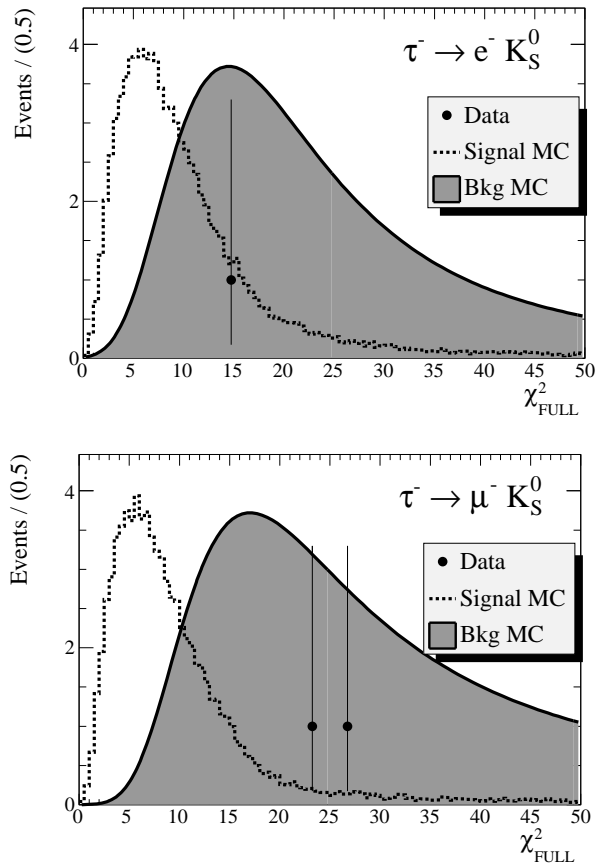 Events / (0.5)
4
2
0
τ⁻ → e⁻ K⁰_S
Data
Signal MC
Bkg MC
0 5 10 15 20 25 30 35 40 45 50
χ²_FULL
Events / (0.5)
4
2
0
τ⁻ → μ⁻ K⁰_S
Data
Signal MC
Bkg MC
0 5 10 15 20 25 30 35 40 45 50
χ²_FULL